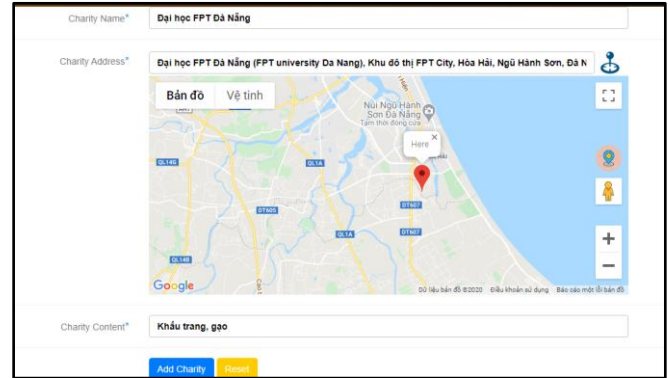 Charity Name*
Đại học FPT Đà Nẵng
Charity Address*
Đại học FPT Đà Nẵng (FPT university Da Nang), Khu đô thị FPT City, Hòa Hải, Ngũ Hành Sơn, Đà N
Bản đồ
Vệ tinh
Núi Ngũ Hành
Sơn Đà Nẵng
Tạm thời đóng cửa
Here
QL14G
QL1A
DT605
DT607
QL1A
DT607
QL14B
Google
Dữ liệu bản đồ ©2020
Điều khoản sử dụng
Báo cáo một lỗi bản đồ
Charity Content*
Khẩu trang, gạo
Add Charity
Reset